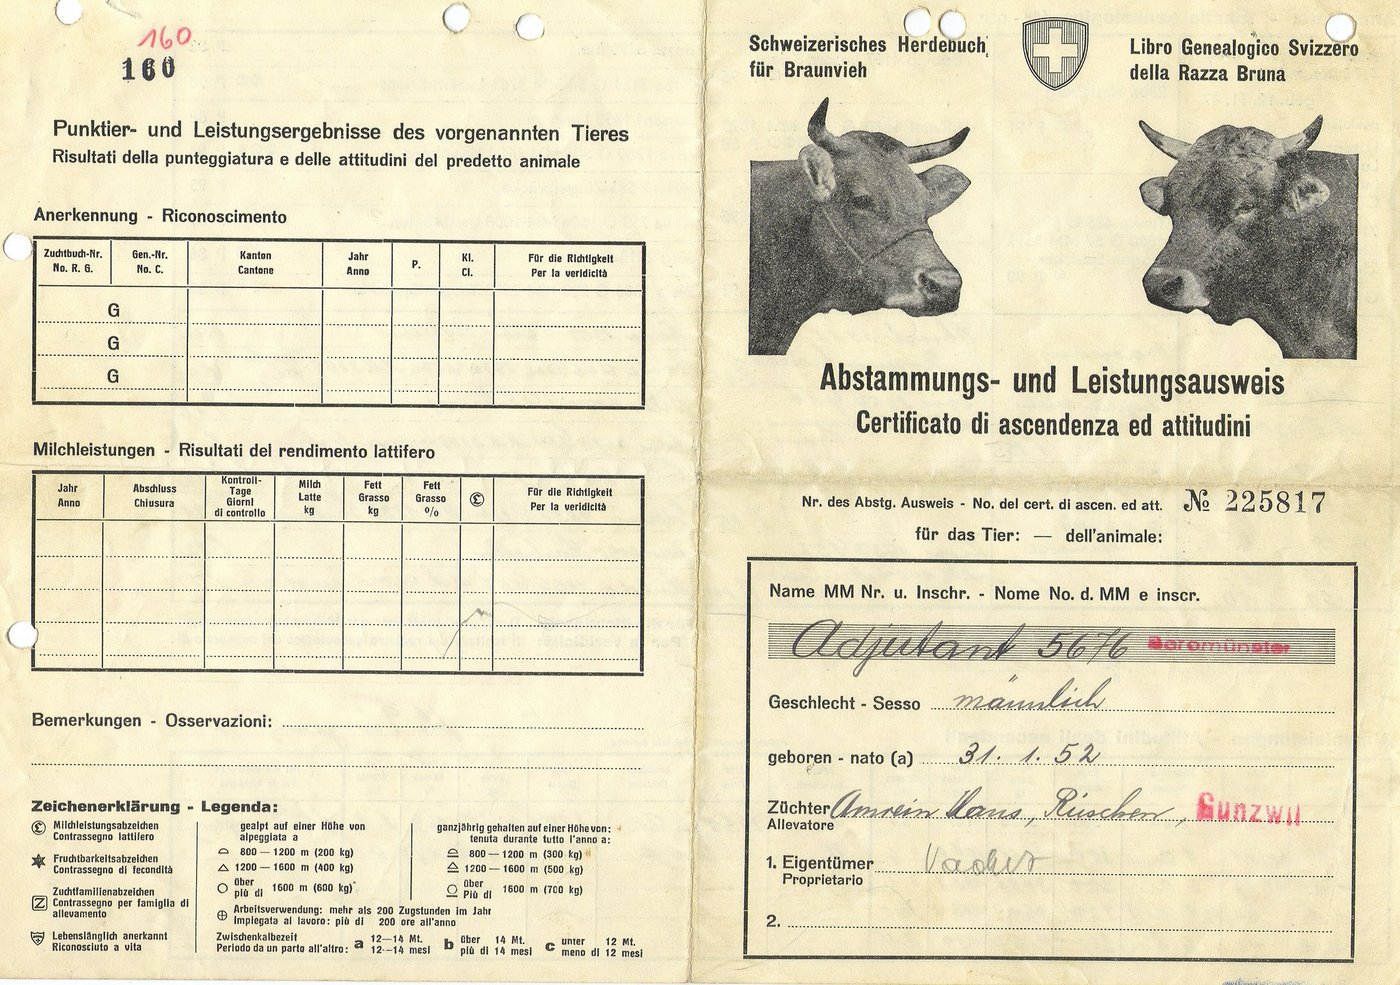 160
160
Punktier- und Leistungsergebnisse des vorgenannten Tieres
Risultati della punteggiatura e delle attitudini del predetto animale
Anerkennung - Riconoscimento
Zuchtbuch-Nr. Gen.-Nr. Kanton Jahr P. Kl. Für die Richtigkeit
No. R. G. No. C. Cantone Anno Cl. Per la veridicità
G
G
G
Milchleistungen - Risultati del rendimento lattifero
Jahr Anno
Abschluss Chiusura
Kontroll-Tage Giorni di controllo
Milch Latte kg
Fett Grasso kg
Fett Grasso %
£
Für die Richtigkeit Per la veridicità
Bemerkungen - Osservazioni:
Zeichenerklärung - Legenda:
Milchleistungsabzeichen
Contrassegno lattifero
Fruchtbarkeitsabzeichen
Contrassegno di fecondità
Z Zuchtfamilienabzeichen
Contrassegno per famiglia di
allevamento
Lebenslänglich anerkannt
Riconosciuto a vita
gealpt auf einer Höhe von
alpeggiata a
800—1200 m (200 kg)
1200—1600 m (400 kg)
über
più di 1600 m (600 kg)
ganzjährig gehalten auf einer Höhe von:
tenuta durante tutto l'anno a:
800—1200 m (300 kg)
1200—1600 m (500 kg)
über
Più di 1600 m (700 kg)
Arbeitsverwendung: mehr als 200 Zugstunden im Jahr
Impiegata al lavoro: più di 200 ore all'anno
Zwischenkalbezeit a 12—14 Mt. b über 14 Mt. c unter 12 Mt.
Periodo da un parto all'altro: 12—14 mesi più di 14 mesi meno di 12 mesi
Schweizerisches Herdebuch
für Braunvieh
Libro Genealogico Svizzero
della Razza Bruna
Abstammungs- und Leistungsausweis
Certificato di ascendenza ed attitudini
Nr. des Abstg. Ausweis - No. del cert. di ascen. ed att. № 225817
für das Tier: — dell'animale:
Name MM Nr. u. Inschr. - Nome No. d. MM e inscr.
Adjutant 5676 Beromünster
Geschlecht - Sesso männlich
geboren - nato (a) 31. 1. 52
Züchter Amrein Hans, Rüschen, Gunzwil
Allevatore
1. Eigentümer
Proprietario
2.